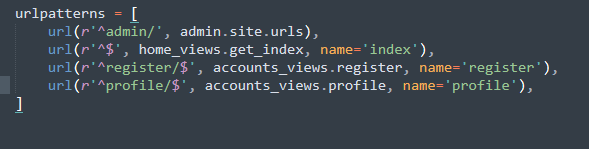 urlpatterns = [
    url(r'^admin/', admin.site.urls),
    url(r'^$', home_views.get_index, name='index'),
    url(r'^register/$', accounts_views.register, name='register'),
    url(r'^profile/$', accounts_views.profile, name='profile'),
]